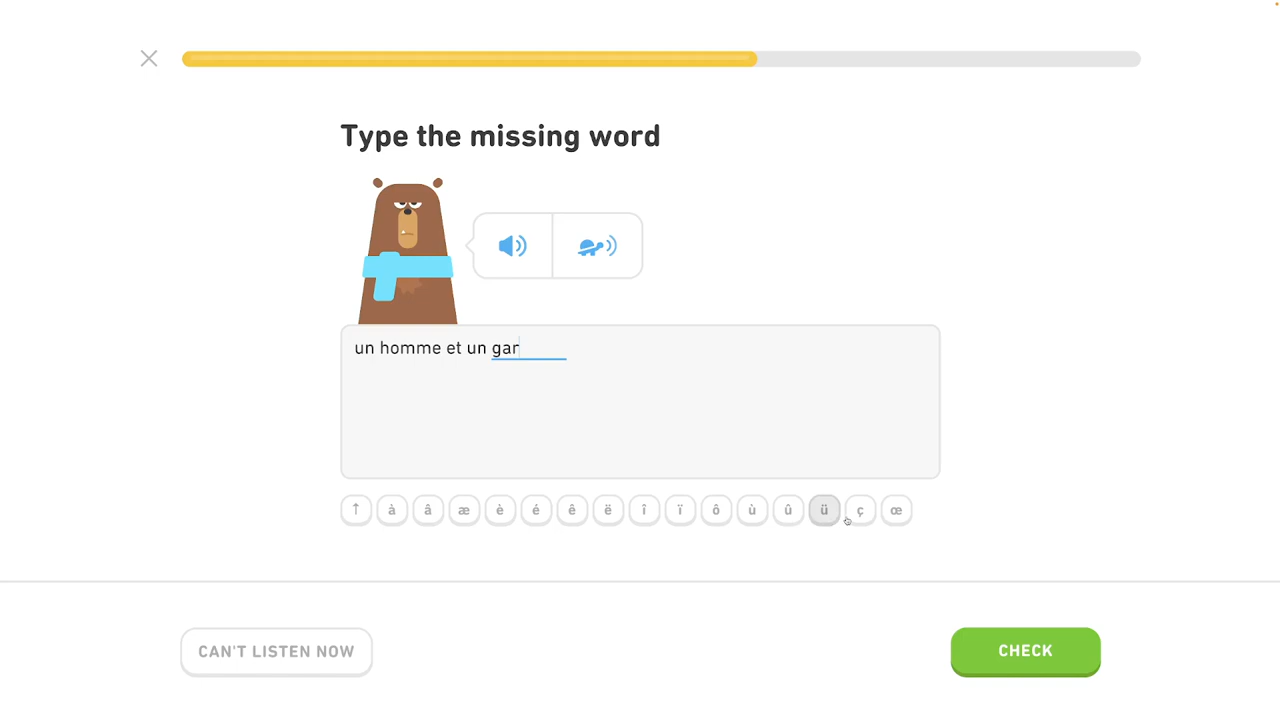 Type the missing word
un homme et un gar
↑ à â æ è é ê ë î ï ô ù û ü ç œ
CAN'T LISTEN NOW
CHECK